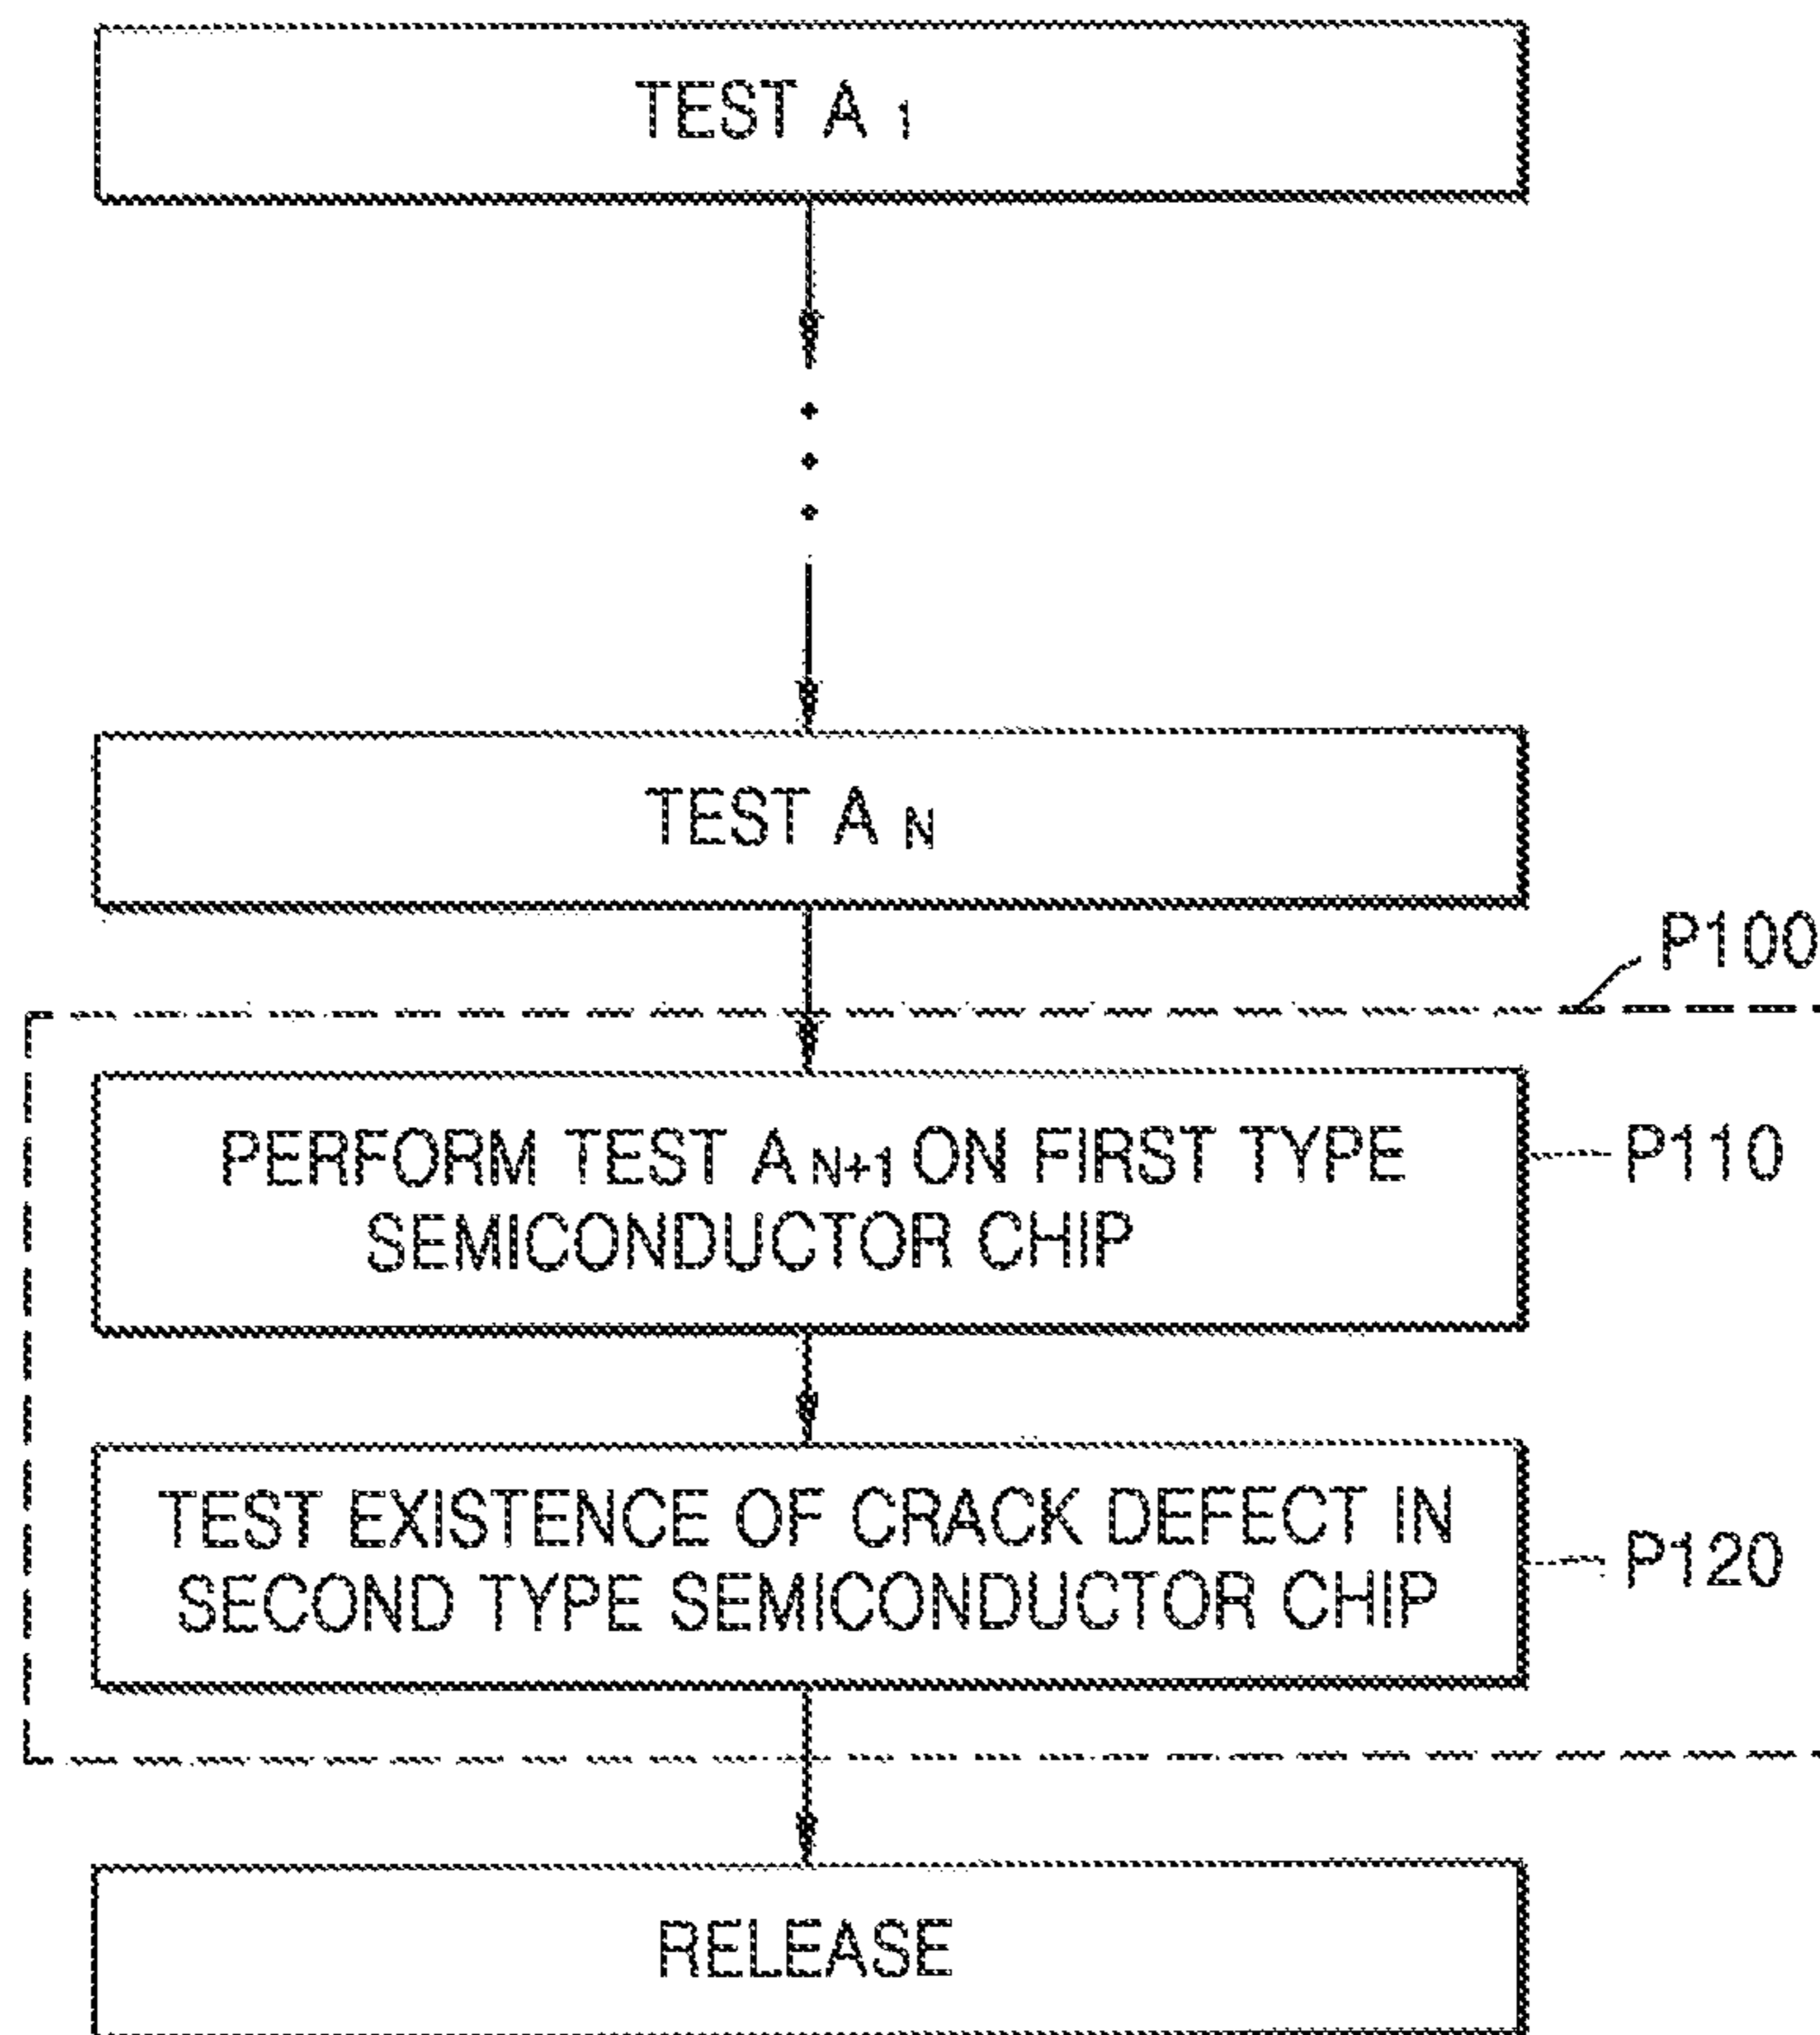 TEST A 1
TEST A N
P100
PERFORM TEST A N+1 ON FIRST TYPE
SEMICONDUCTOR CHIP
P110
TEST EXISTENCE OF CRACK DEFECT IN
SECOND TYPE SEMICONDUCTOR CHIP
P120
RELEASE